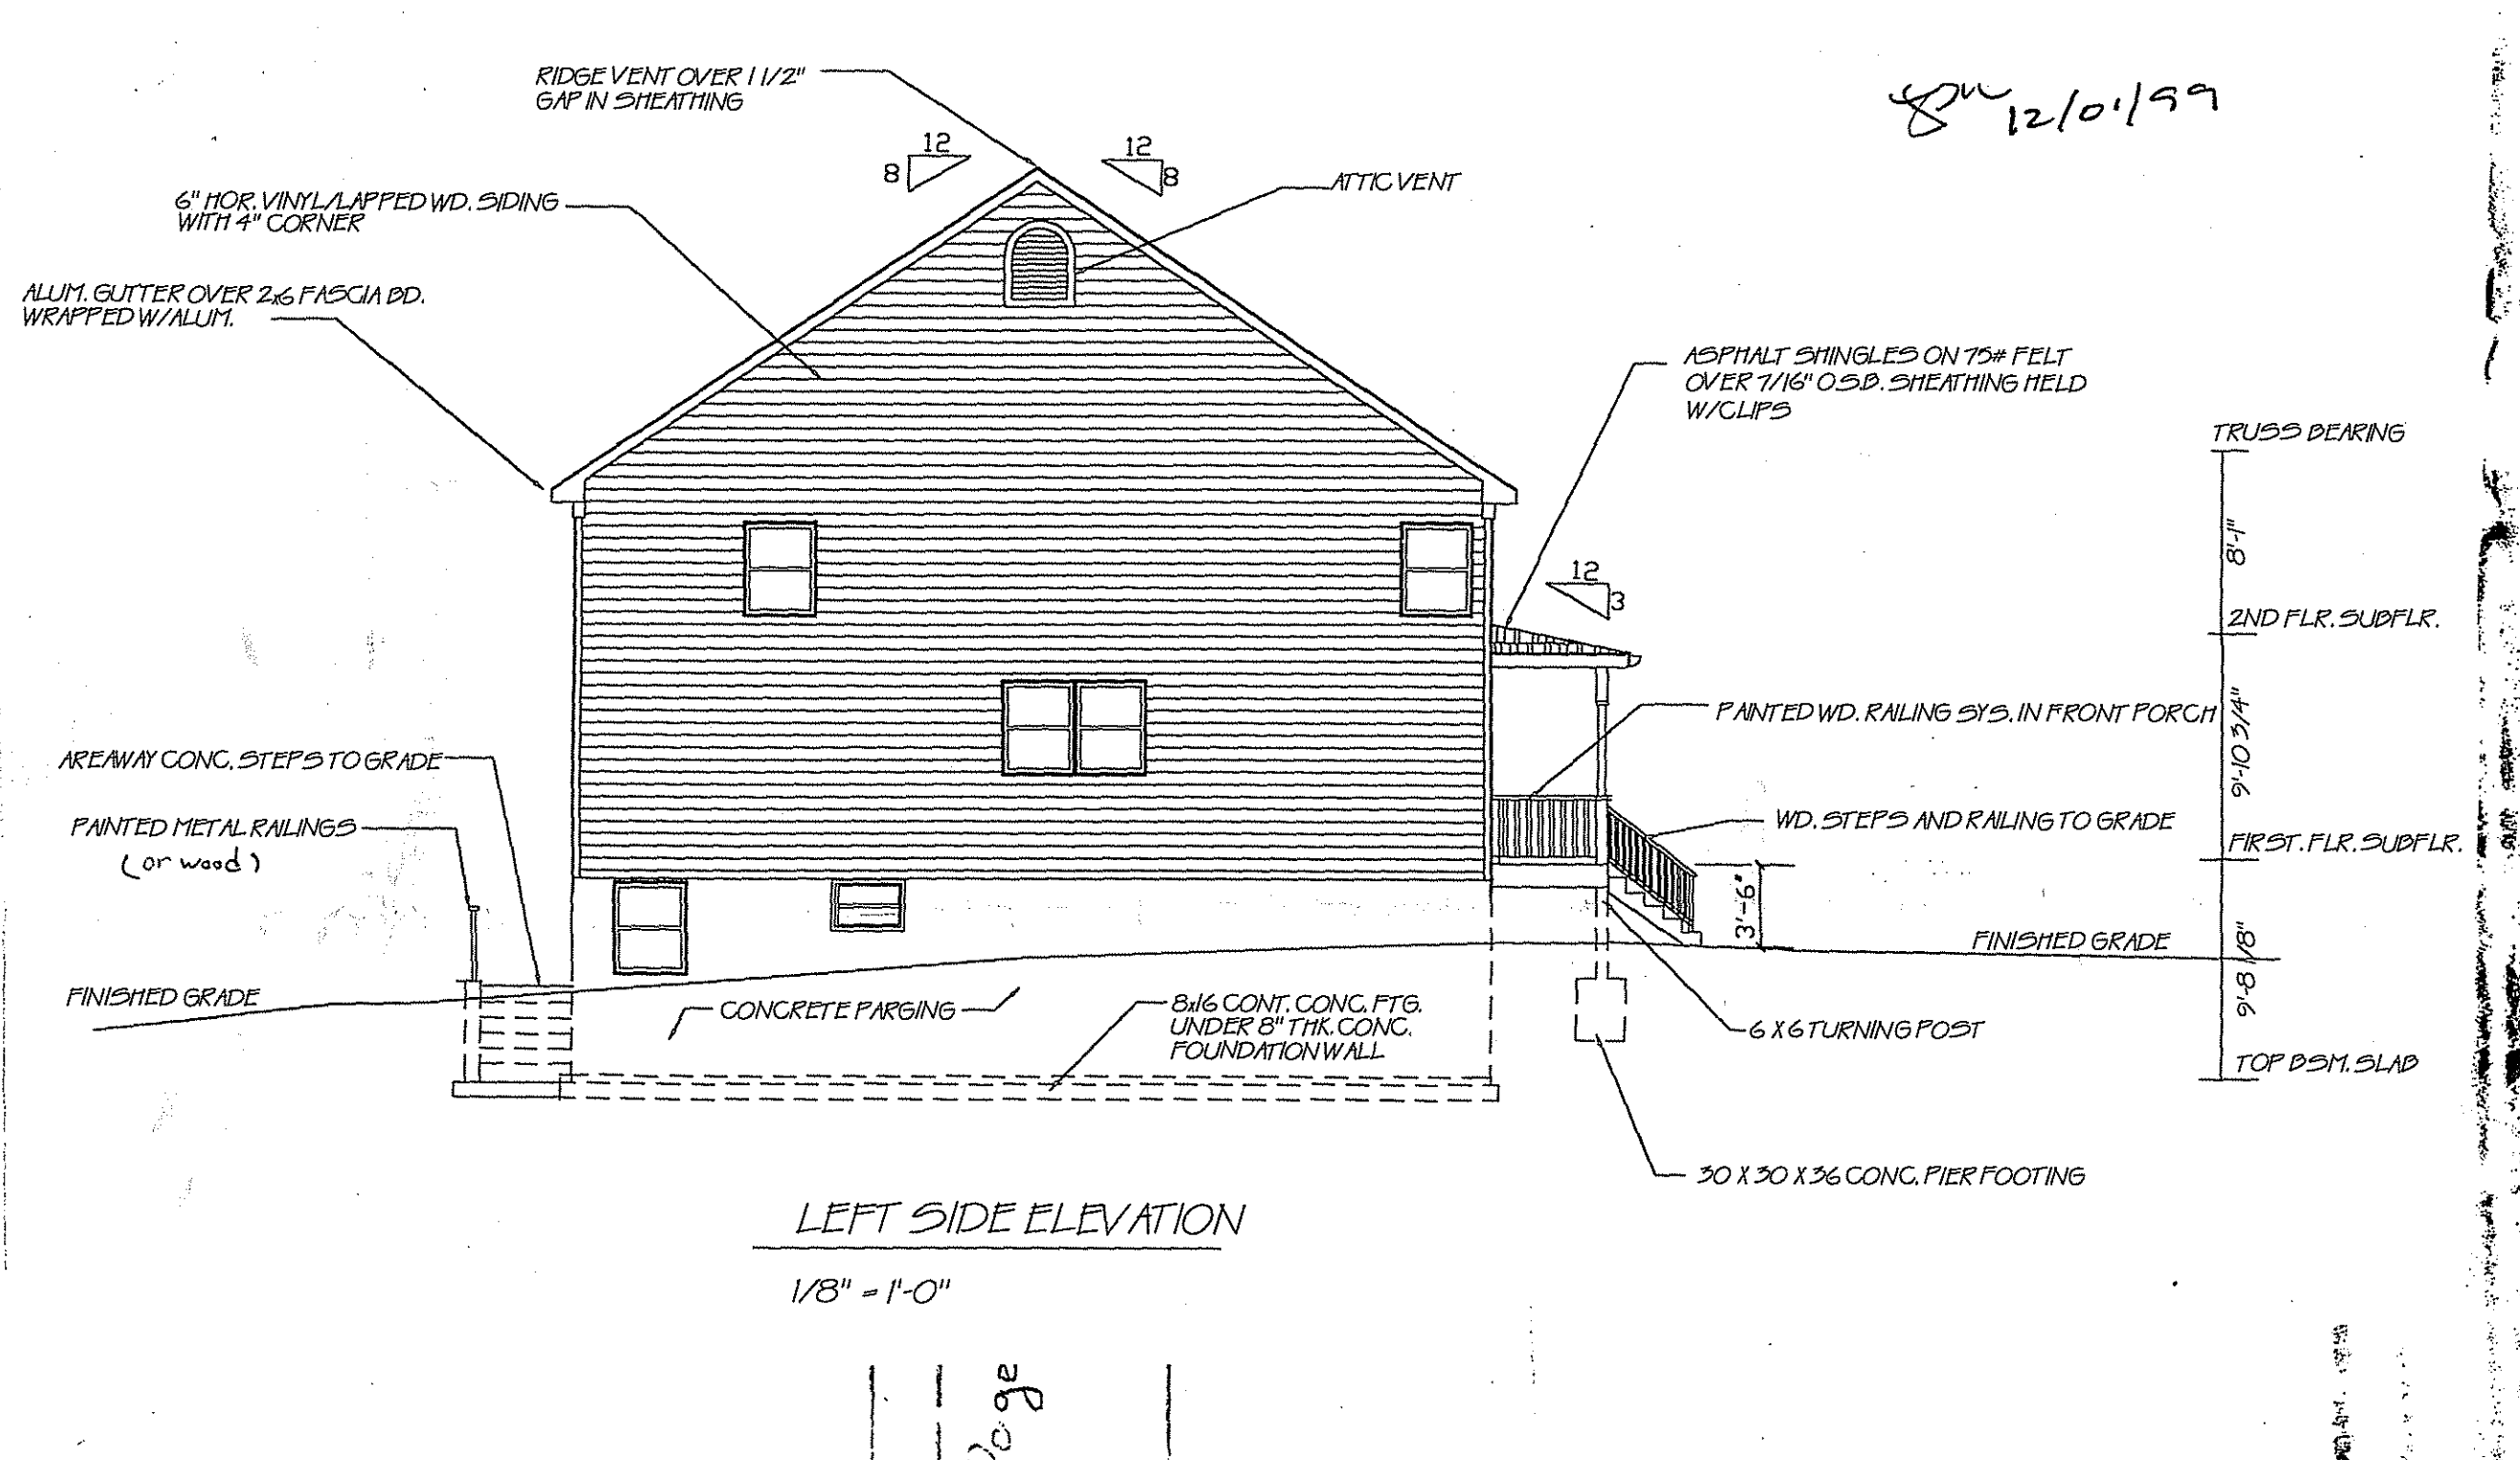 12/01/99
RIDGE VENT OVER 1 1/2"
GAP IN SHEATHING
12
8
12
8
ATTIC VENT
6" HOR. VINYL/LAPPED WD. SIDING
WITH 4" CORNER
ALUM. GUTTER OVER 2x6 FASCIA BD.
WRAPPED W/ALUM.
ASPHALT SHINGLES ON 75# FELT
OVER 7/16" O.S.B. SHEATHING HELD
W/CLIPS
TRUSS BEARING
8'-1"
12
3
2ND FLR. SUBFLR.
PAINTED WD. RAILING SYS. IN FRONT PORCH
9'-10 3/4"
AREAWAY CONC. STEPS TO GRADE
PAINTED METAL RAILINGS
(or wood)
WD. STEPS AND RAILING TO GRADE
FIRST. FLR. SUBFLR.
3'-6"
FINISHED GRADE
9'-8 1/8"
FINISHED GRADE
CONCRETE PARGING
8x16 CONT. CONC. FTG.
UNDER 8" THK. CONC.
FOUNDATION WALL
6 X 6 TURNING POST
TOP BSM. SLAB
30 X 30 X 36 CONC. PIER FOOTING
LEFT SIDE ELEVATION
1/8" = 1'-0"